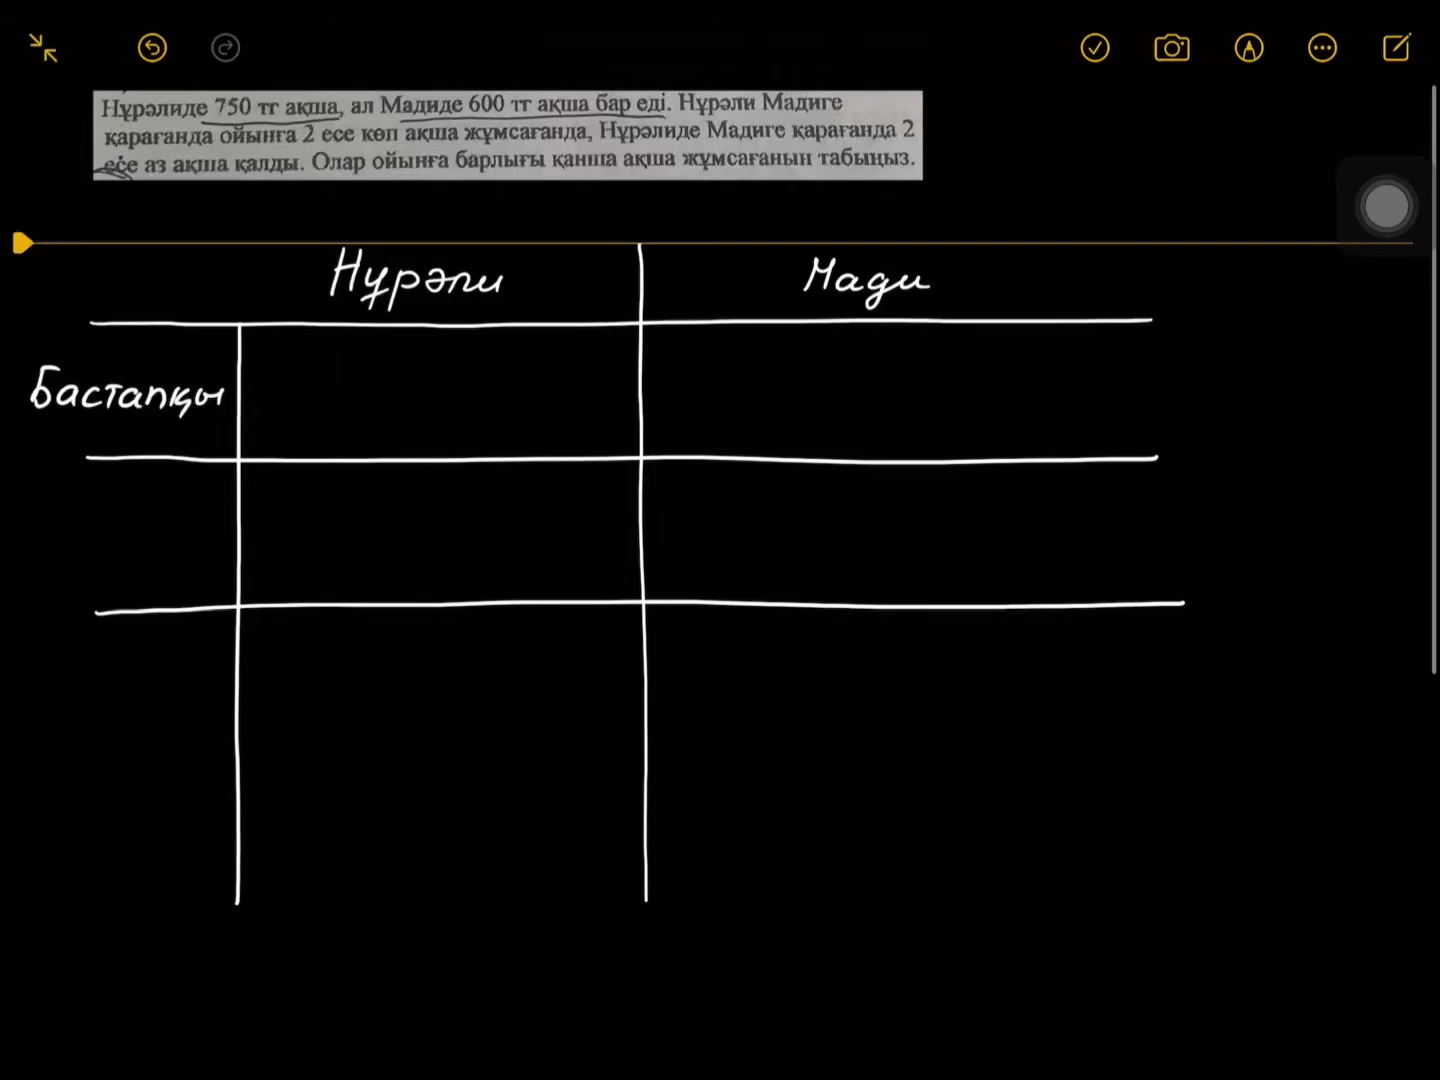 Нұрәлиде 750 тг ақша, ал Мадиде 600 тг ақша бар еді. Нұрәли Мадиге
қарағанда ойынға 2 есе көп ақша жұмсағанда, Нұрәлиде Мадиге қарағанда 2
есе аз ақша қалды. Олар ойынға барлығы қанша ақша жұмсағанын табыңыз.
Нұрәли Мади
Бастапқы